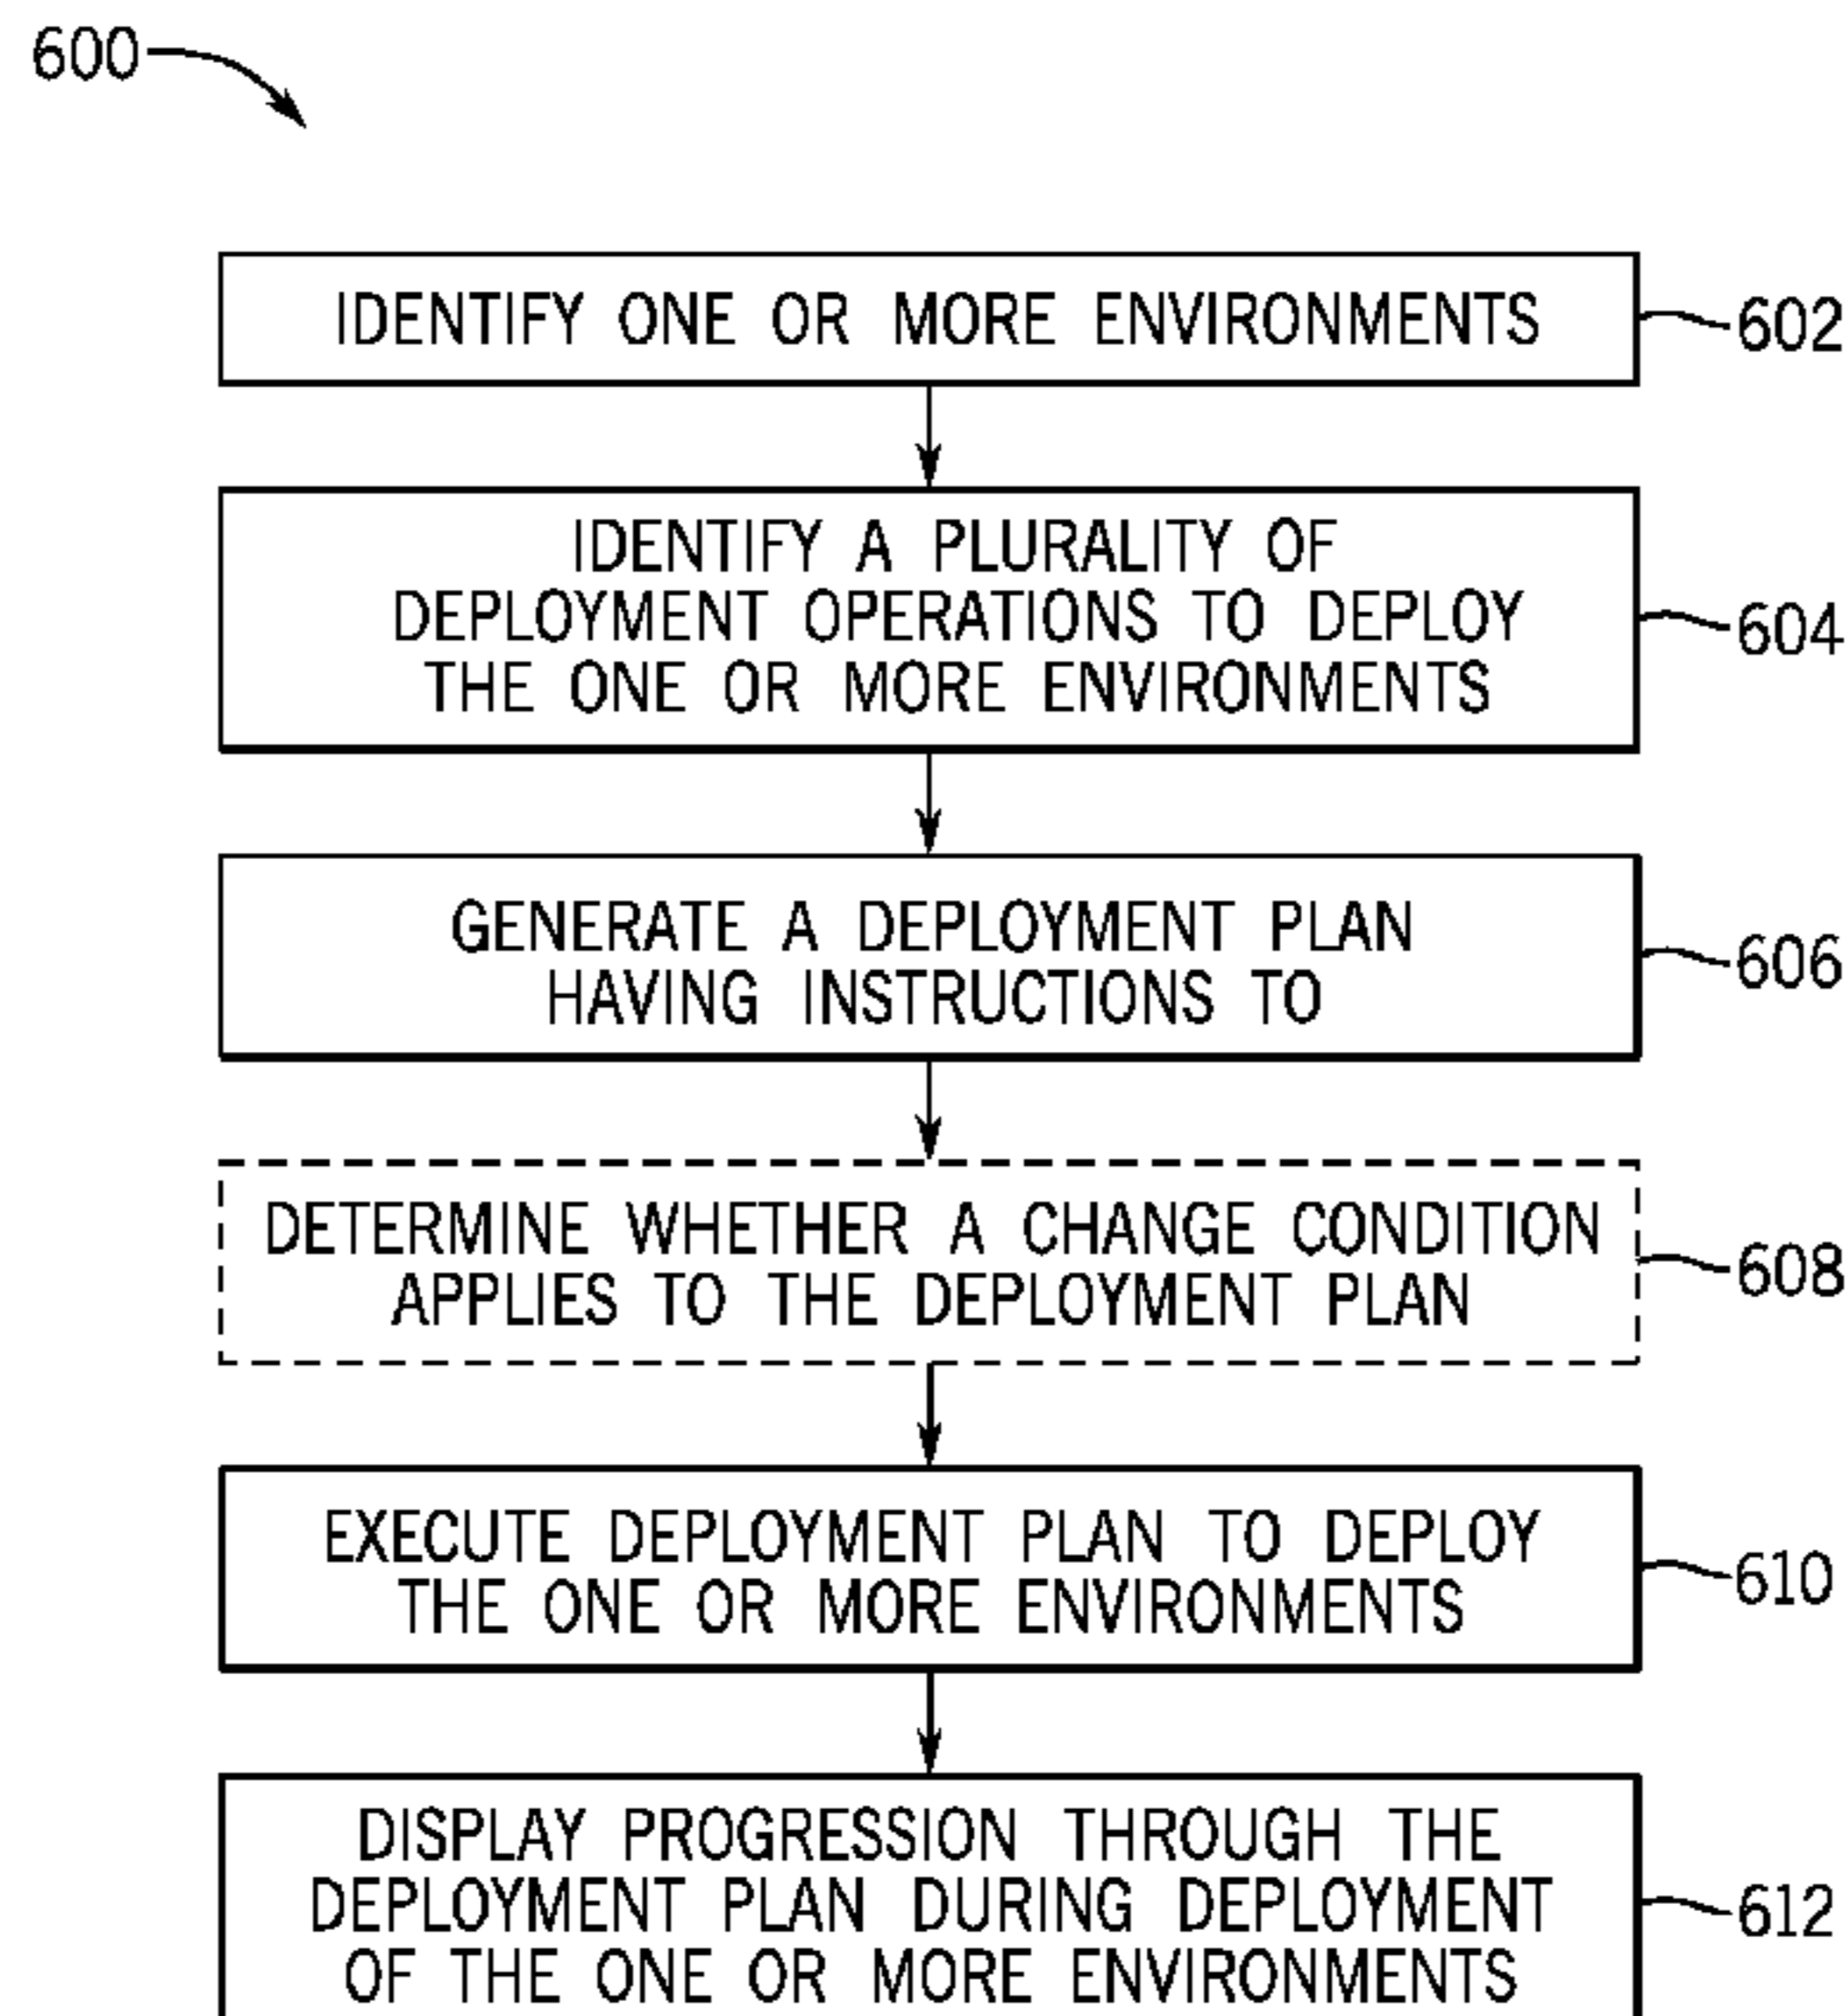 600
IDENTIFY ONE OR MORE ENVIRONMENTS
602
IDENTIFY A PLURALITY OF
DEPLOYMENT OPERATIONS TO DEPLOY
THE ONE OR MORE ENVIRONMENTS
604
GENERATE A DEPLOYMENT PLAN
HAVING INSTRUCTIONS TO
606
DETERMINE WHETHER A CHANGE CONDITION
APPLIES TO THE DEPLOYMENT PLAN
608
EXECUTE DEPLOYMENT PLAN TO DEPLOY
THE ONE OR MORE ENVIRONMENTS
610
DISPLAY PROGRESSION THROUGH THE
DEPLOYMENT PLAN DURING DEPLOYMENT
OF THE ONE OR MORE ENVIRONMENTS
612